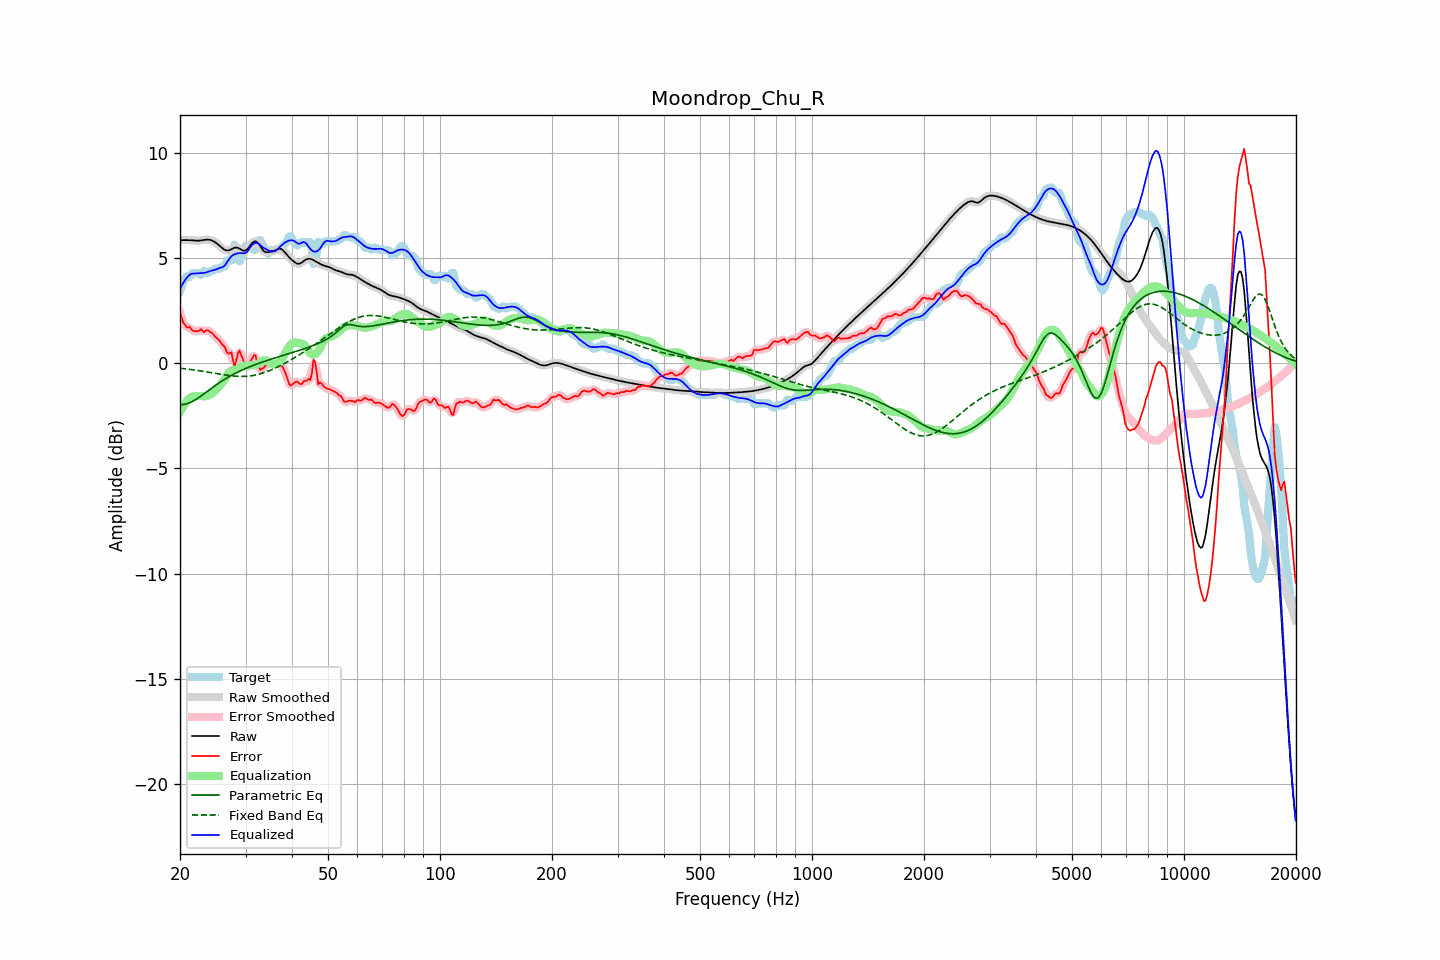 Moondrop_Chu_R
Amplitude (dBr)
10
5
0
−5
−10
−15
−20
Target
Raw Smoothed
Error Smoothed
Raw
Error
Equalization
Parametric Eq
Fixed Band Eq
Equalized
20
50
100
200
500
1000
2000
5000
10000
20000
Frequency (Hz)